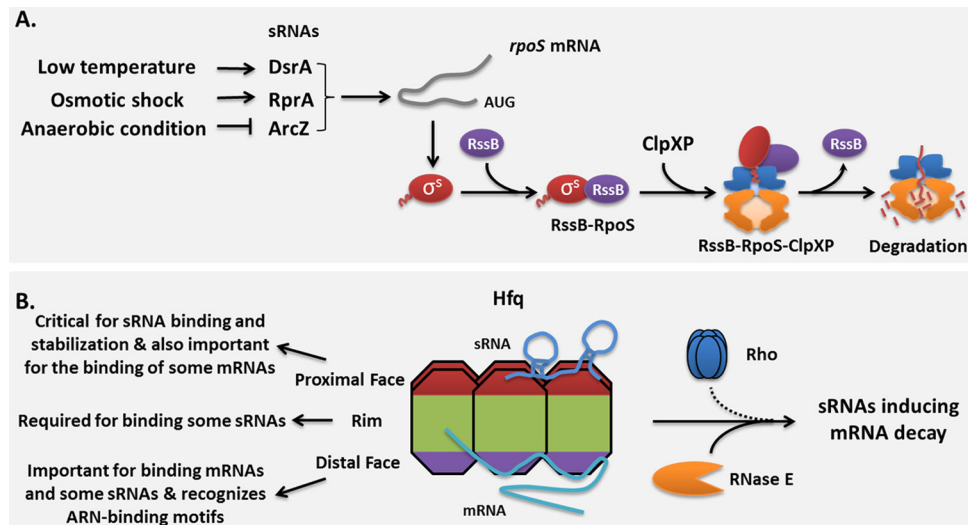 A.
sRNAs
rpoS mRNA
Low temperature
DsrA
Osmotic shock
RprA
AUG
Anaerobic condition
ArcZ
RssB
ClpXP
RssB
σS
σS
RssB
RssB-RpoS
RssB-RpoS-ClpXP
Degradation
B.
Hfq
Critical for sRNA binding and
stabilization & also important
for the binding of some mRNAs
sRNA
Rho
Proximal Face
Required for binding some sRNAs
Rim
sRNAs inducing
mRNA decay
Distal Face
Important for binding mRNAs
and some sRNAs & recognizes
ARN-binding motifs
RNase E
mRNA